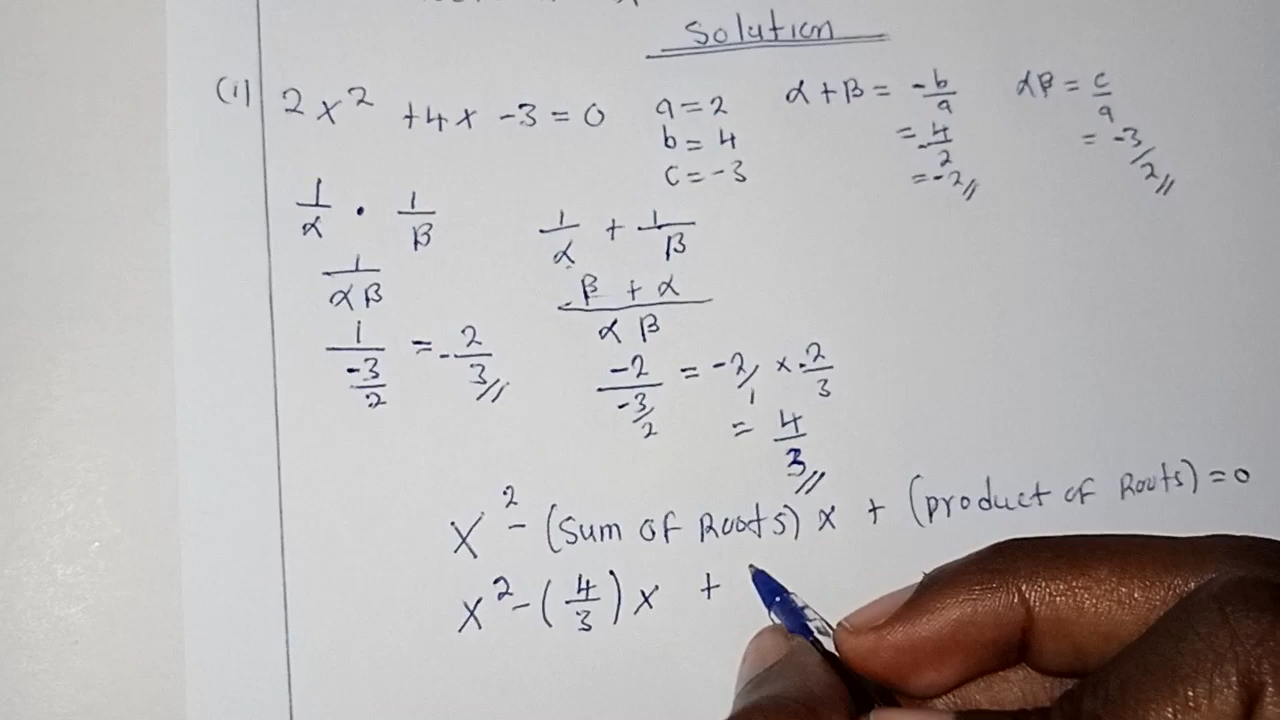 Solution
(i) 2x² + 4x - 3 = 0 a = 2 α + β = -b/a αβ = c/a
b = 4 = -4/2 = -3/2//
c = -3 = -2//
1/α · 1/β 1/α + 1/β
1/αβ β + α / αβ
1 / (-3/2) = -2/3// -2 / (-3/2) = -2/1 × -2/3
= 4/3//
x² - (Sum of Roots) x + (product of Roots) = 0
x² - (4/3) x +